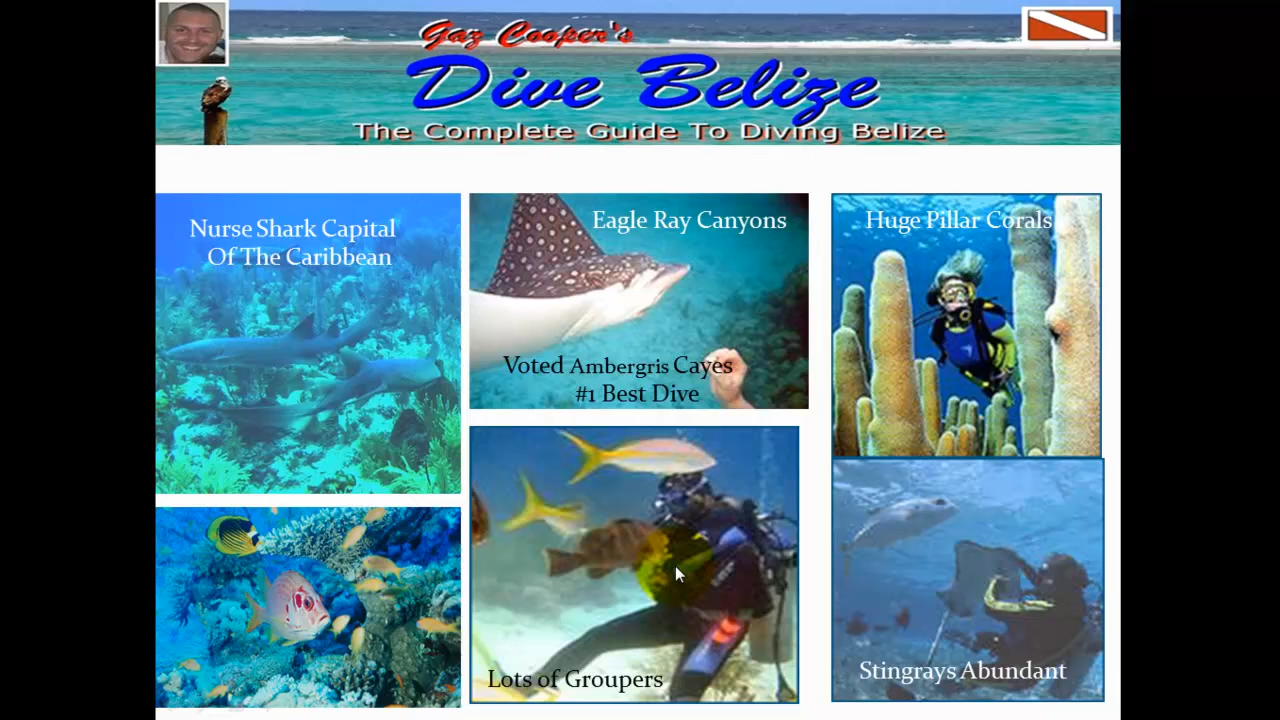 Gaz Cooper's
Dive Belize
The Complete Guide To Diving Belize
Nurse Shark Capital
Of The Caribbean
Eagle Ray Canyons
Voted Ambergris Cayes
#1 Best Dive
Huge Pillar Corals
Lots of Groupers
Stingrays Abundant